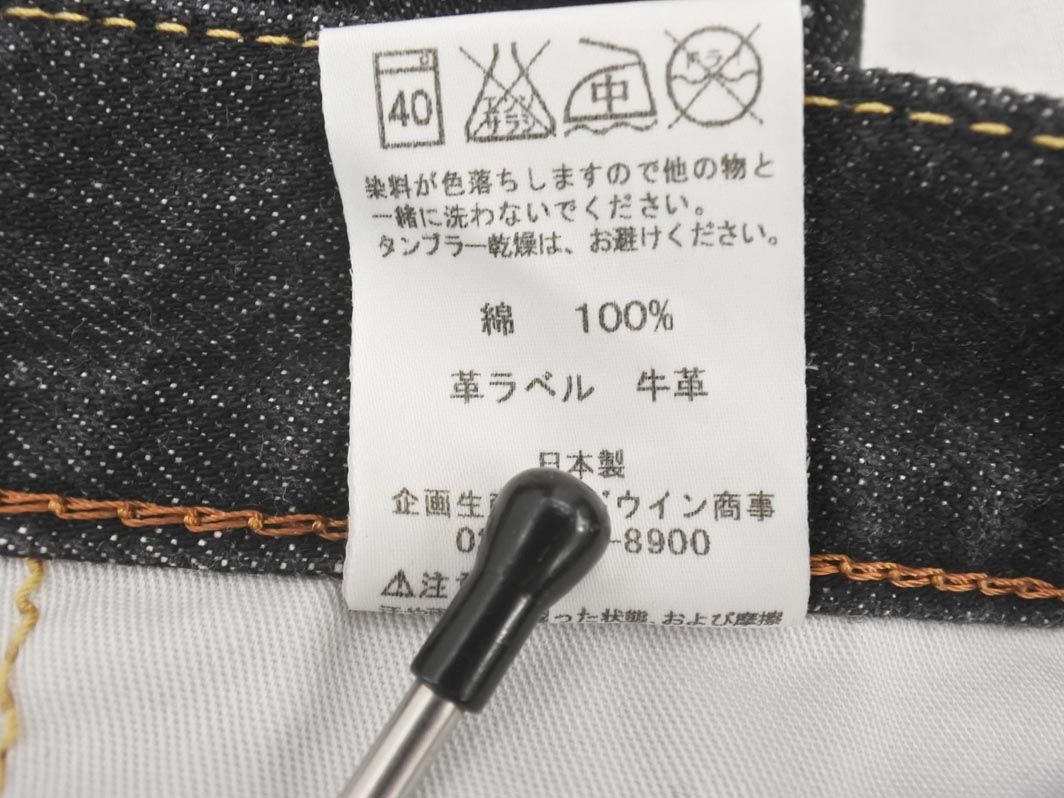 40 エンソ サラシ 中 ドライ
染料が色落ちしますので他の物と
一緒に洗わないでください。
タンブラー乾燥は、お避けください。
綿 100%
革ラベル 牛革
日本製
企画生 ドウイン商事
-8900
⚠注
った状態、および摩擦